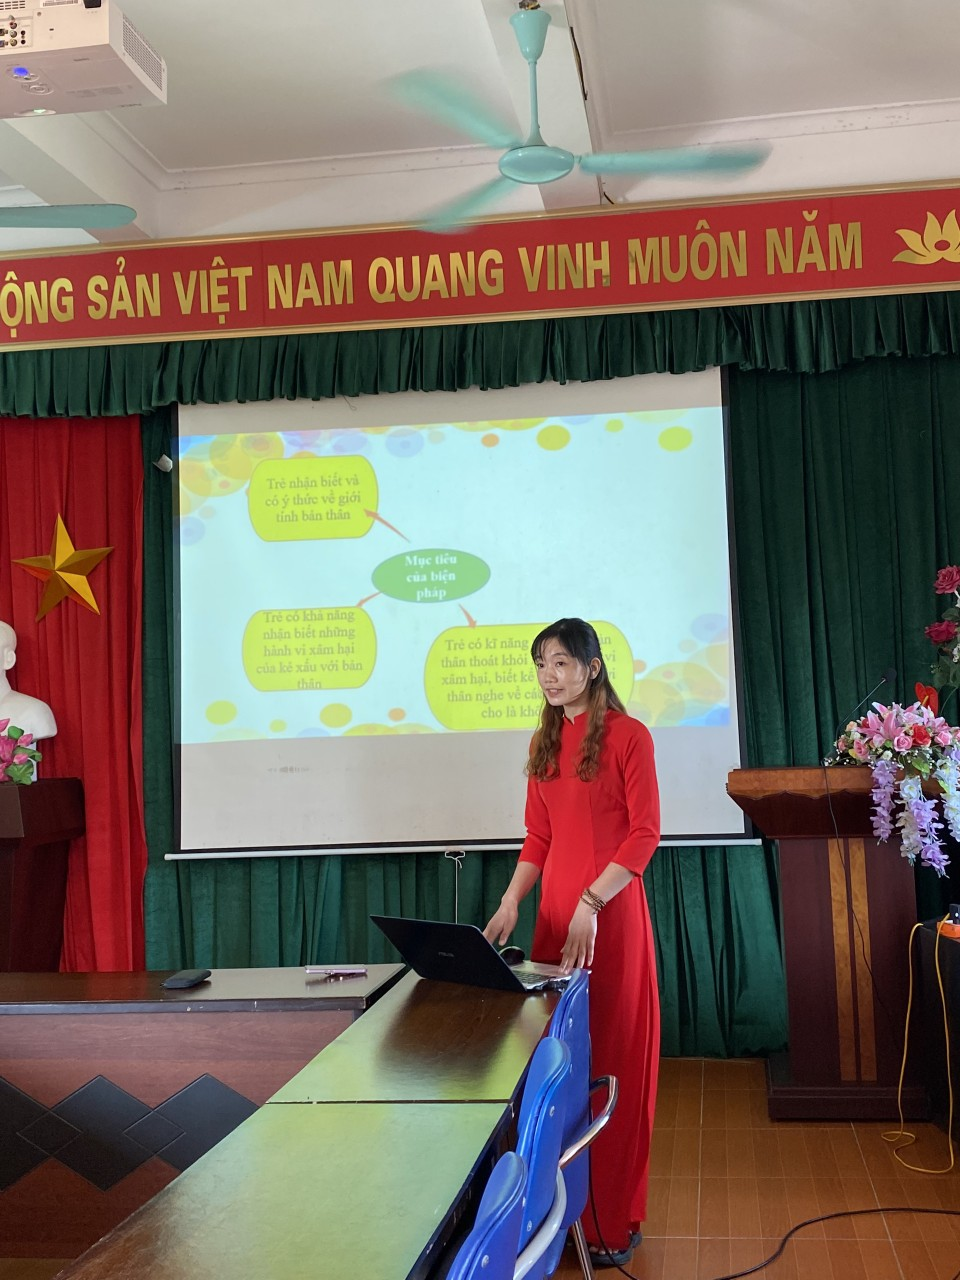 ỘNG SẢN VIỆT NAM QUANG VINH MUÔN NĂM
Trẻ nhận biết và
có ý thức về giới
tính bản thân
Mục tiêu
của biện
pháp
Trẻ có khả năng
nhận biết những
hành vi xâm hại
của kẻ xấu với bản
thân
Trẻ có kĩ năng
thân thoát khỏi vi
xâm hại, biết kể
thân nghe về
cho là
ASUS